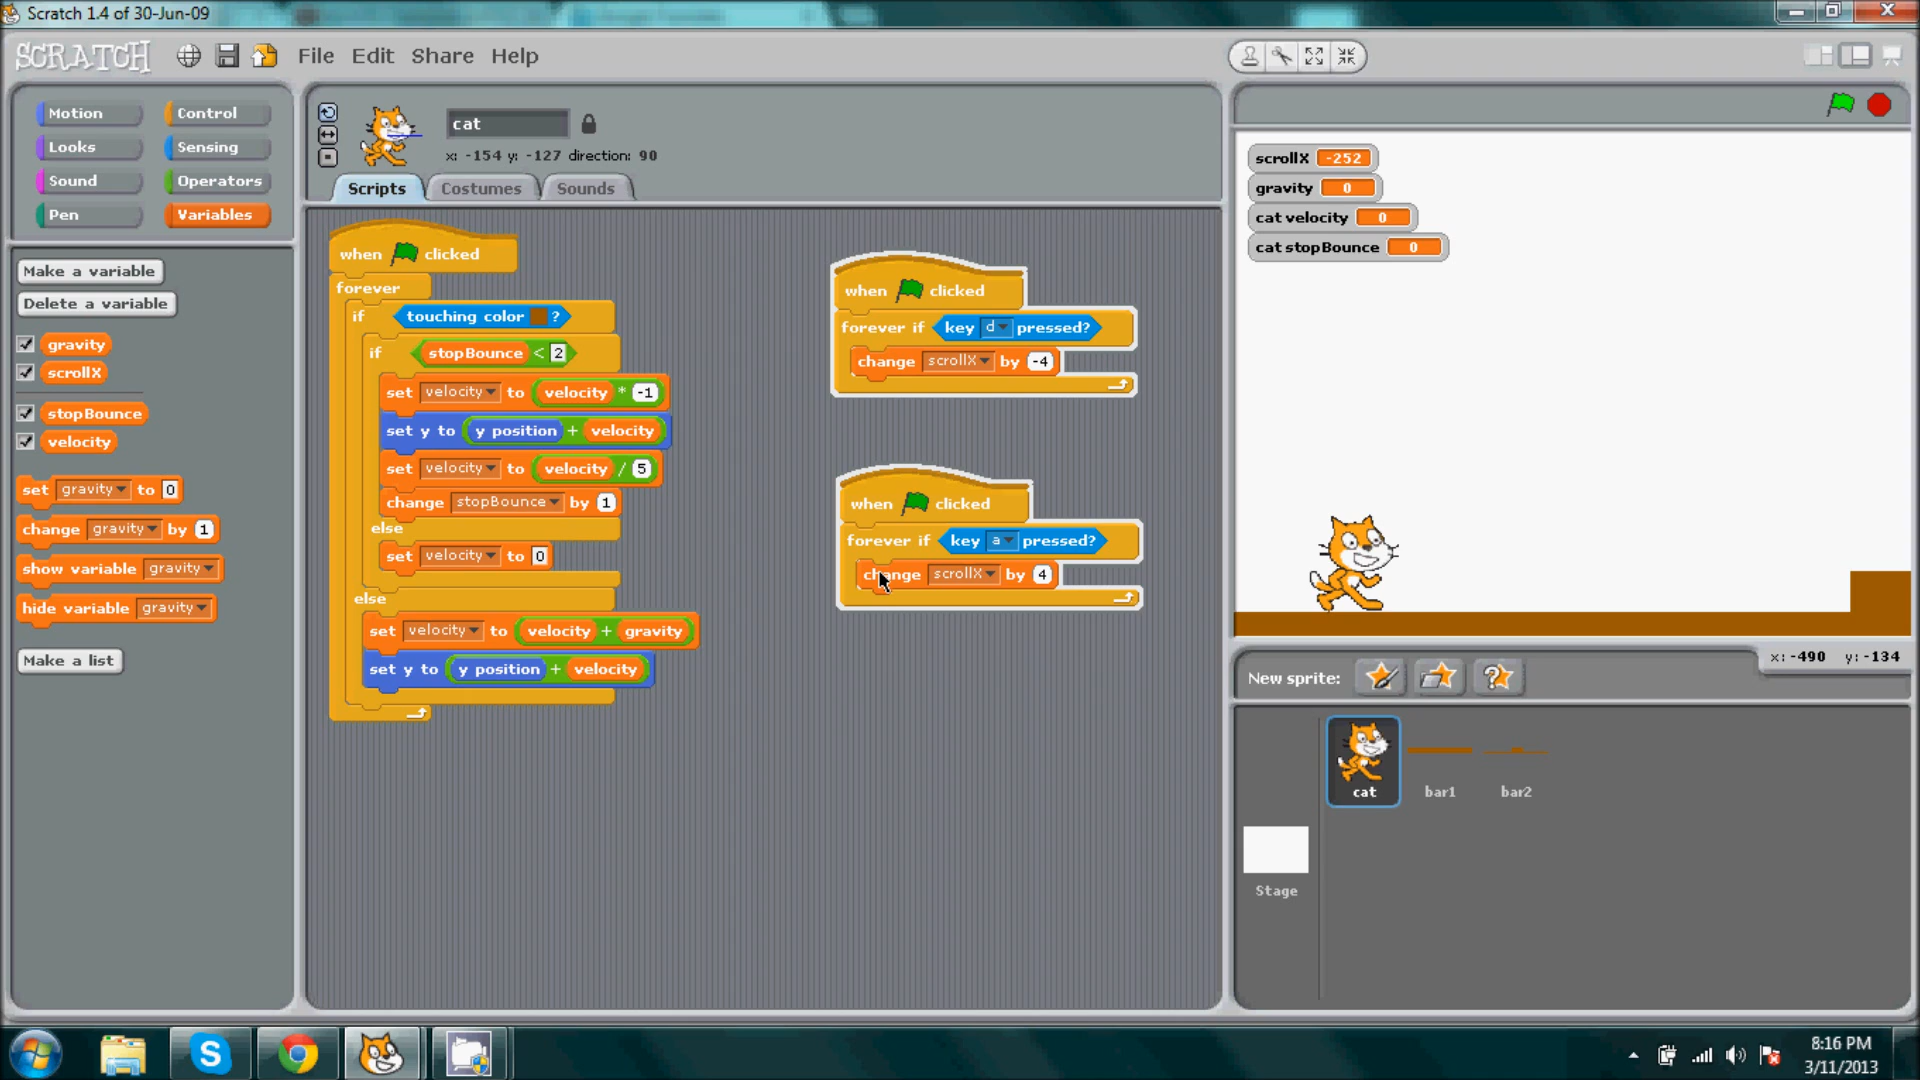 Scratch 1.4 of 30-Jun-09
SCRATCH File Edit Share Help
Motion Control
Looks Sensing
Sound Operators
Pen Variables
Make a variable
Delete a variable
gravity
scrollX
stopBounce
velocity
set gravity to 0
change gravity by 1
show variable gravity
hide variable gravity
Make a list
cat
x: -154 y: -127 direction: 90
Scripts Costumes Sounds
when clicked
forever
if touching color ?
if stopBounce < 2
set velocity to velocity * -1
set y to y position + velocity
set velocity to velocity / 5
change stopBounce by 1
else
set velocity to 0
else
set velocity to velocity + gravity
set y to y position + velocity
when clicked
forever if key d pressed?
change scrollX by -4
when clicked
forever if key a pressed?
change scrollX by 4
scrollX -252
gravity 0
cat velocity 0
cat stopBounce 0
x: -490 y: -134
New sprite:
cat bar1 bar2
Stage
8:16 PM
3/11/2013